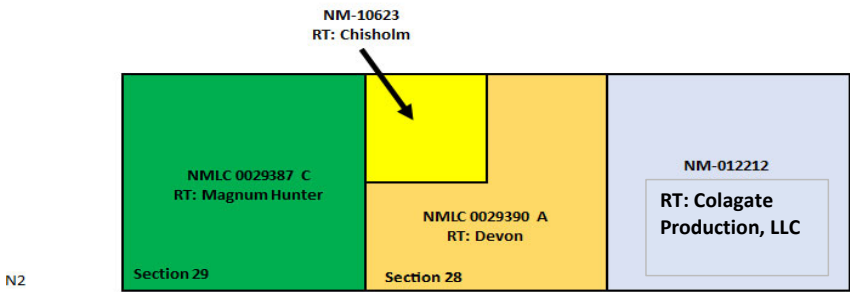 NM-10623
RT: Chisholm
NMLC 0029387 C
RT: Magnum Hunter
NM-012212
RT: Colagate
Production, LLC
NMLC 0029390 A
RT: Devon
Section 29
Section 28
N2